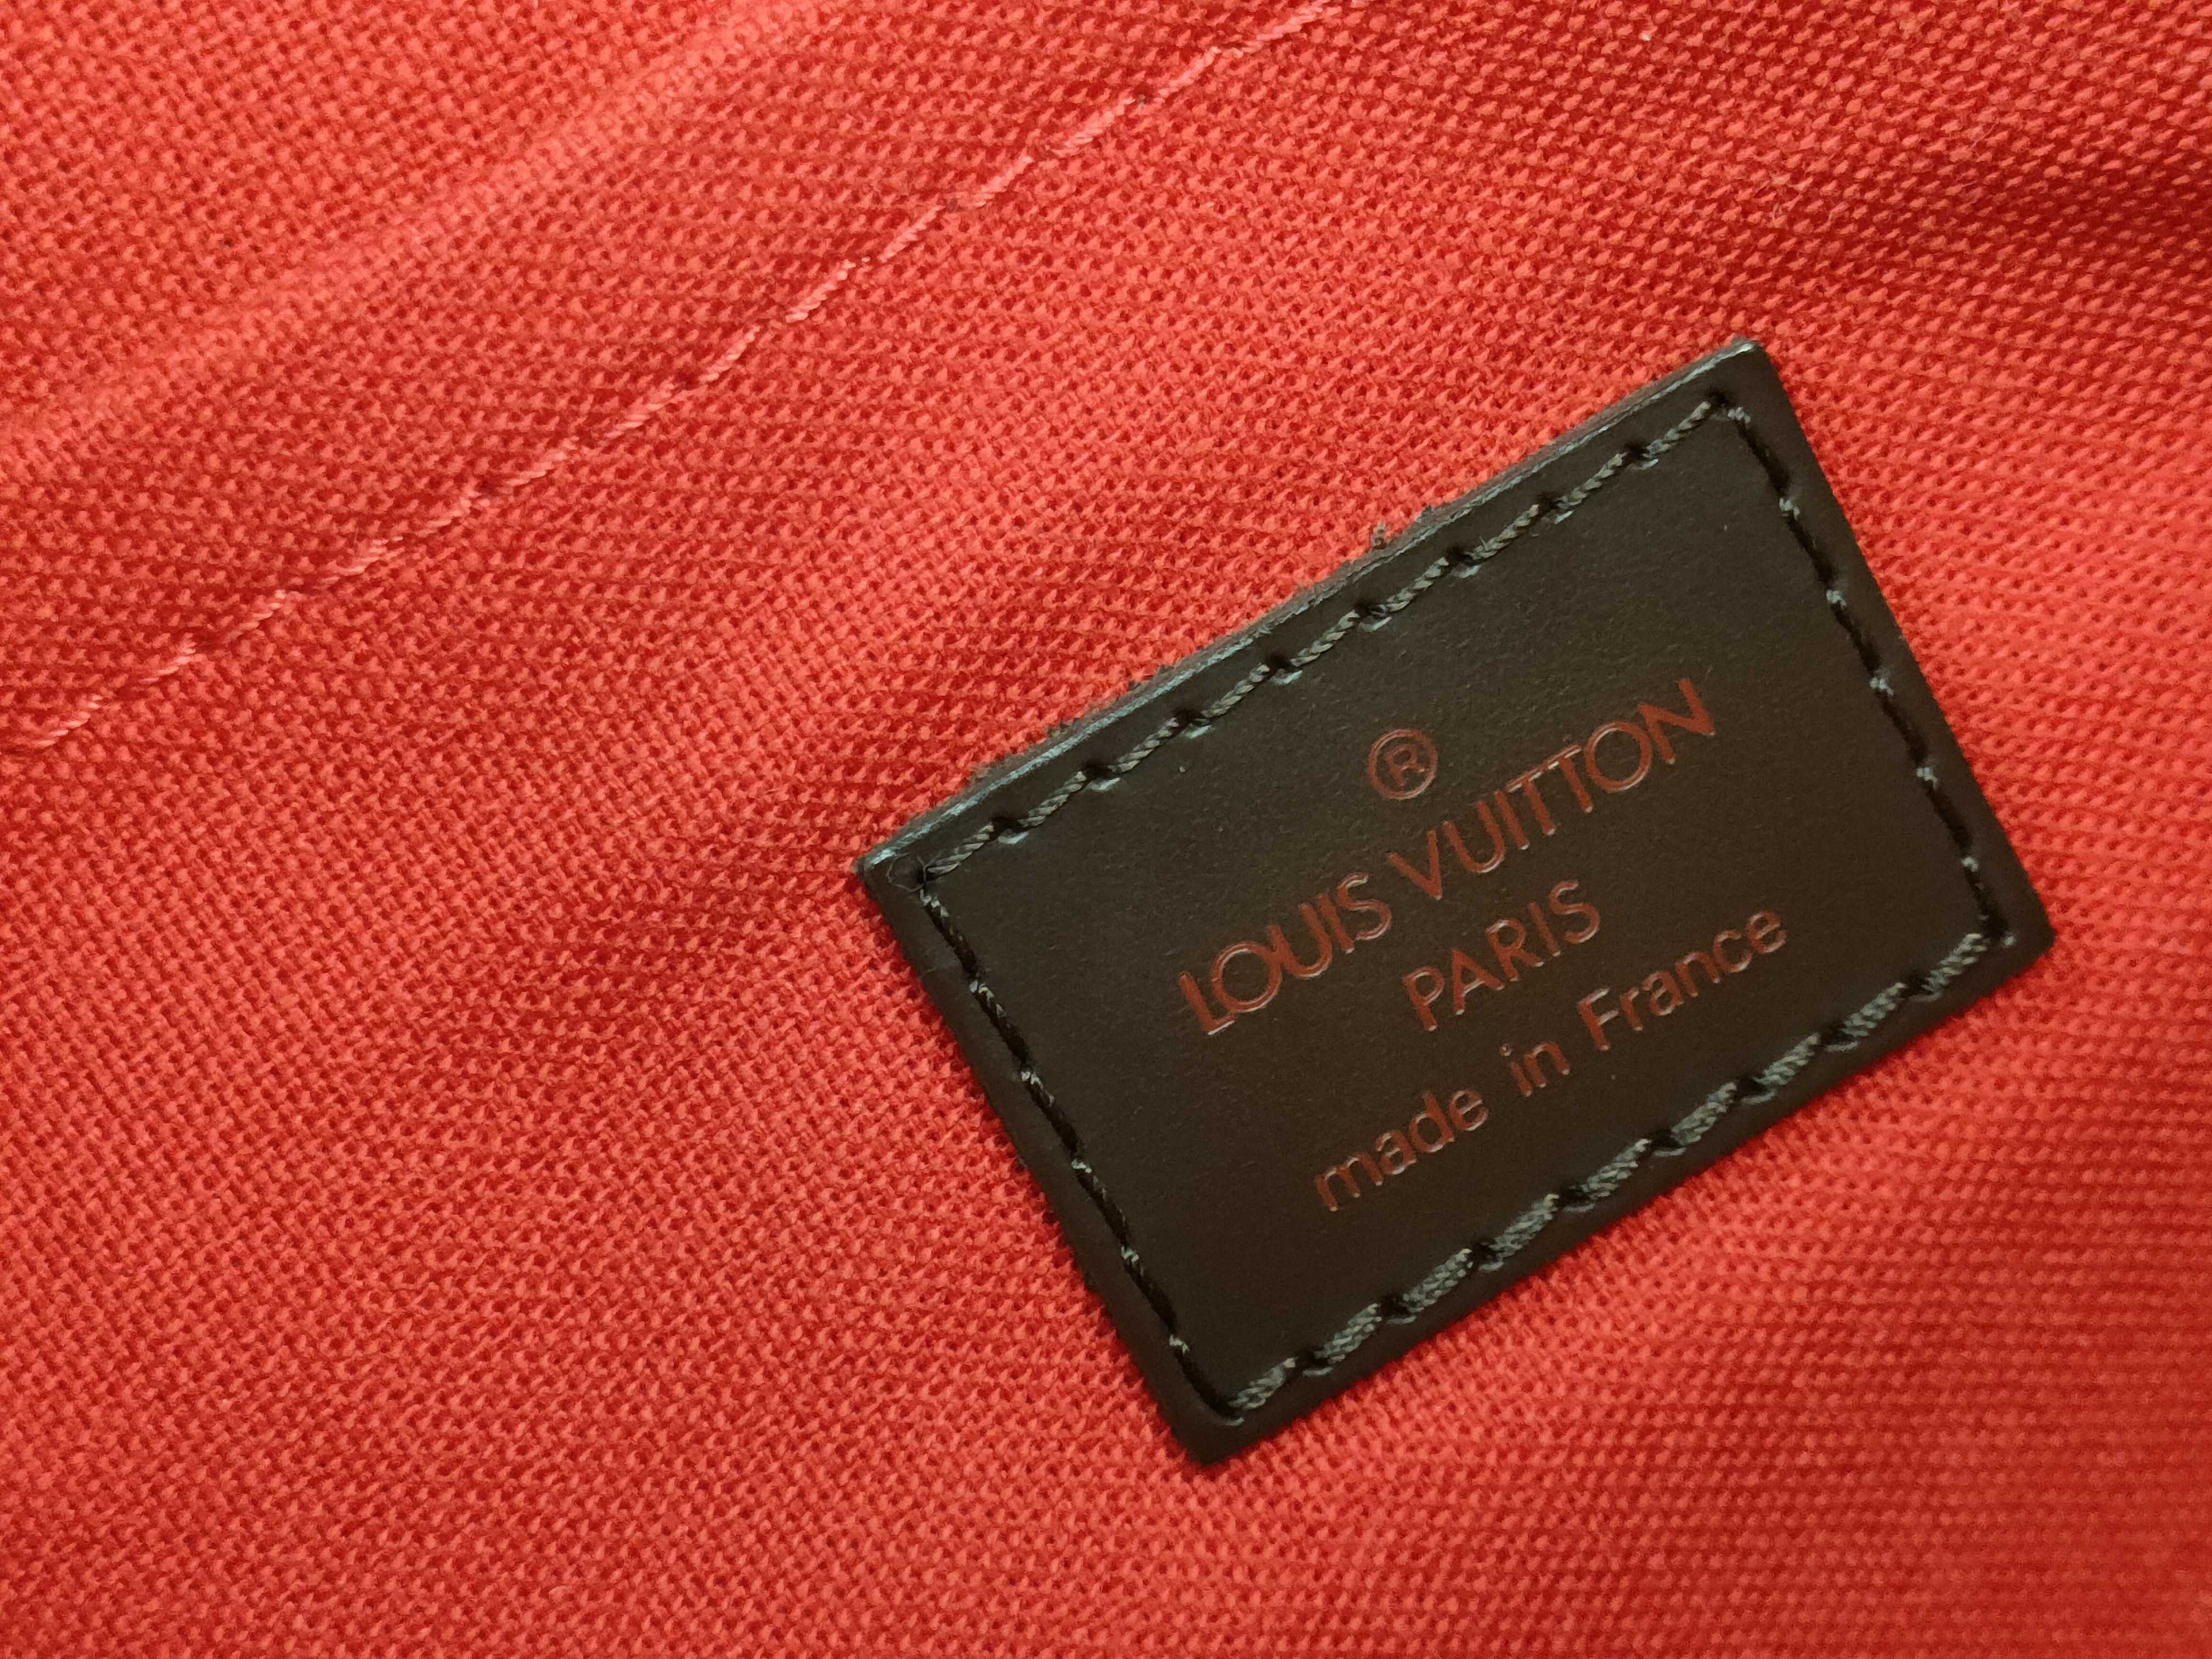 ®
LOUIS VUITTON
PARIS
made in France